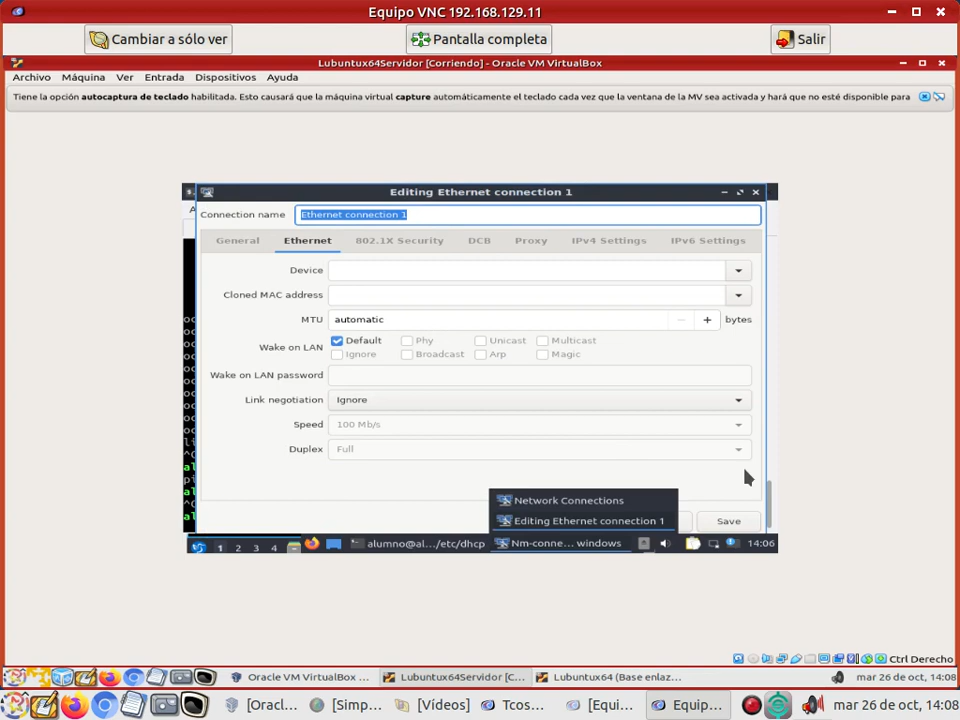 Equipo VNC 192.168.129.11
Cambiar a sólo ver
Pantalla completa
Salir
Lubuntux64Servidor [Corriendo] - Oracle VM VirtualBox
Archivo Máquina Ver Entrada Dispositivos Ayuda
Tiene la opción autocaptura de teclado habilitada. Esto causará que la máquina virtual capture automáticamente el teclado cada vez que la ventana de la MV sea activada y hará que no esté disponible para
Editing Ethernet connection 1
Connection name Ethernet connection 1
General Ethernet 802.1X Security DCB Proxy IPv4 Settings IPv6 Settings
Device
Cloned MAC address
MTU automatic - + bytes
Wake on LAN Default Phy Unicast Multicast
Ignore Broadcast Arp Magic
Wake on LAN password
Link negotiation Ignore
Speed 100 Mb/s
Duplex Full
Network Connections
Editing Ethernet connection 1
Save
1 2 3 4 alumno@al.../etc/dhcp Nm-conne... windows 14:06
Ctrl Derecho
Oracle VM VirtualBox ... Lubuntux64Servidor [C... Lubuntux64 (Base enlaz... mar 26 de oct, 14:08
[Oracl... [Simp... [Vídeos] Tcos... [Equi... Equip... mar 26 de oct, 14:08